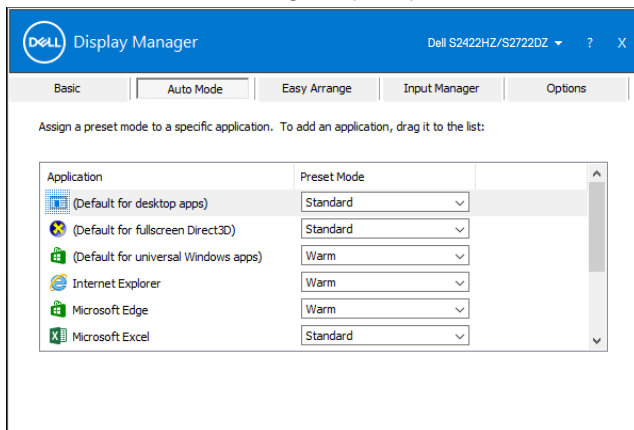 DELL Display Manager Dell S2422HZ/S2722DZ ? X
Basic Auto Mode Easy Arrange Input Manager Options
Assign a preset mode to a specific application. To add an application, drag it to the list:
Application Preset Mode
(Default for desktop apps) Standard
(Default for fullscreen Direct3D) Standard
(Default for universal Windows apps) Warm
Internet Explorer Warm
Microsoft Edge Warm
Microsoft Excel Standard